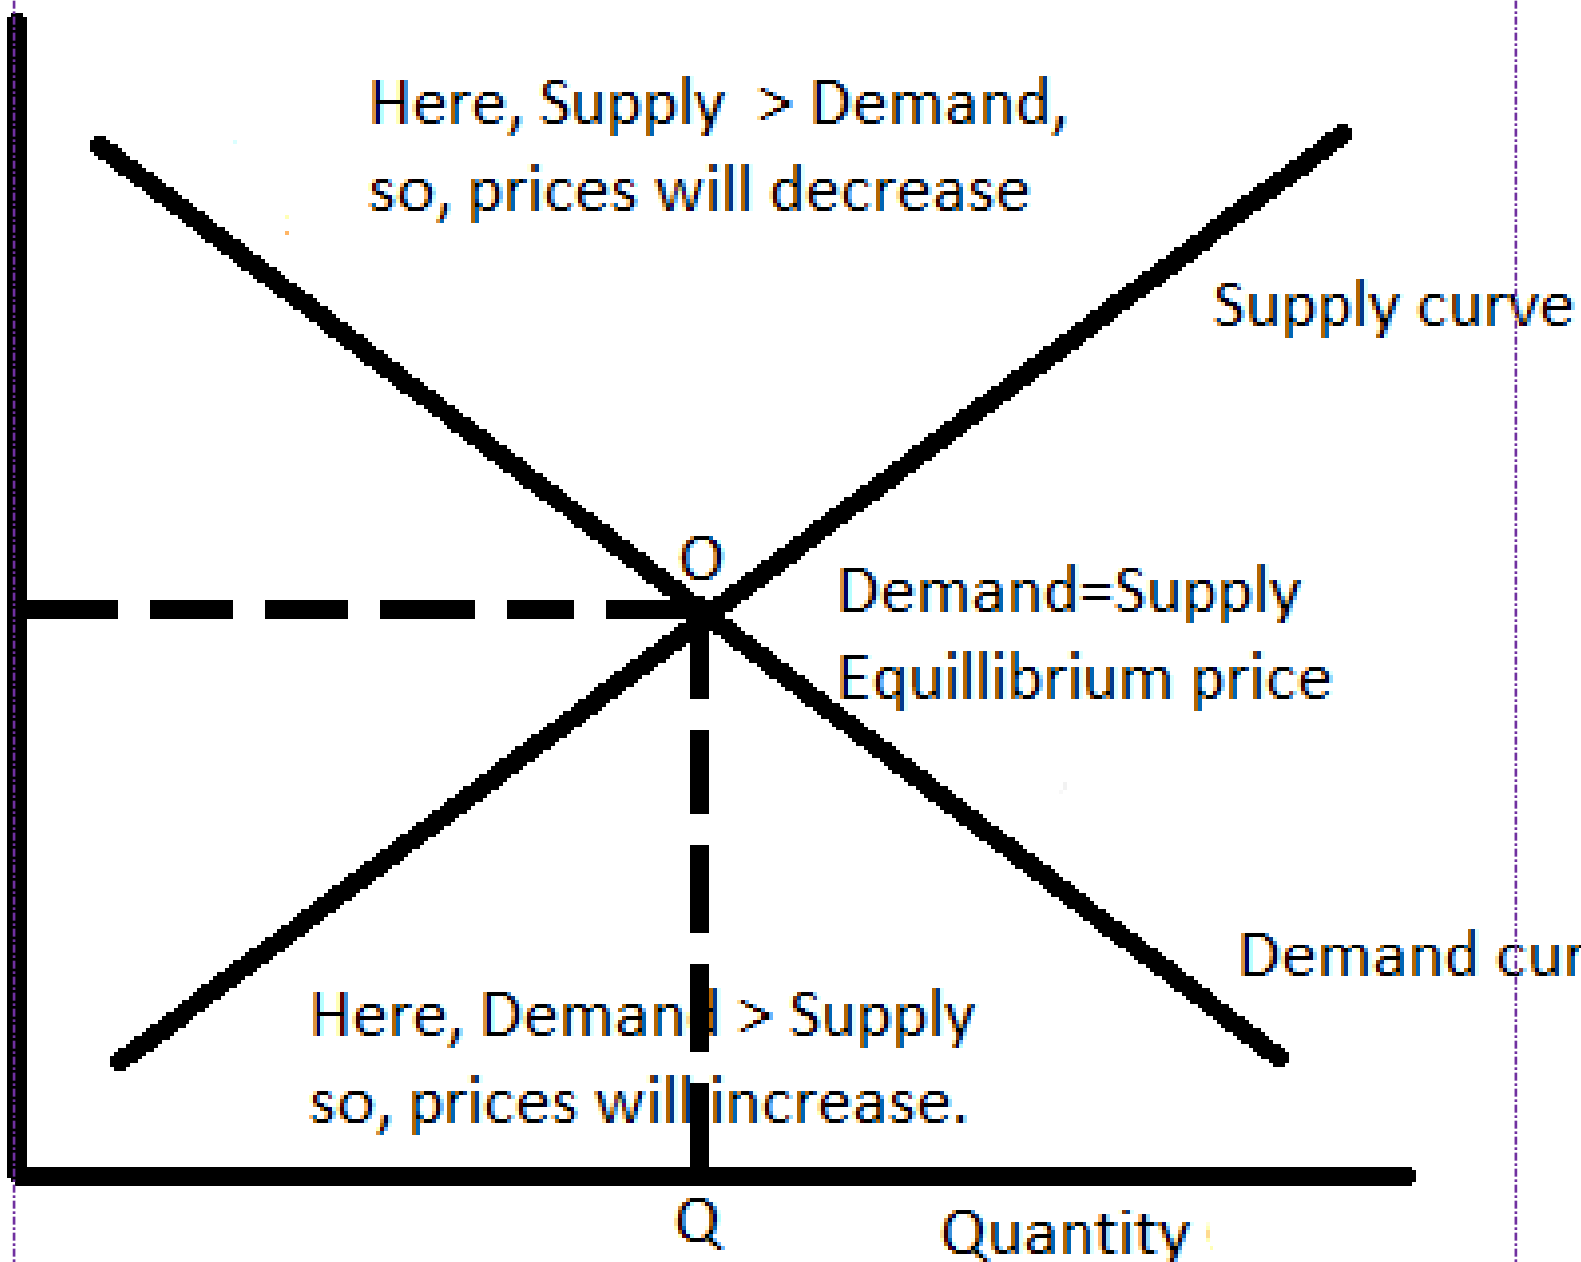 Here, Supply > Demand,
so, prices will decrease
Supply curve
O
Demand=Supply
Equillibrium price
Demand cur
Here, Demand > Supply
so, prices will increase.
Q
Quantity